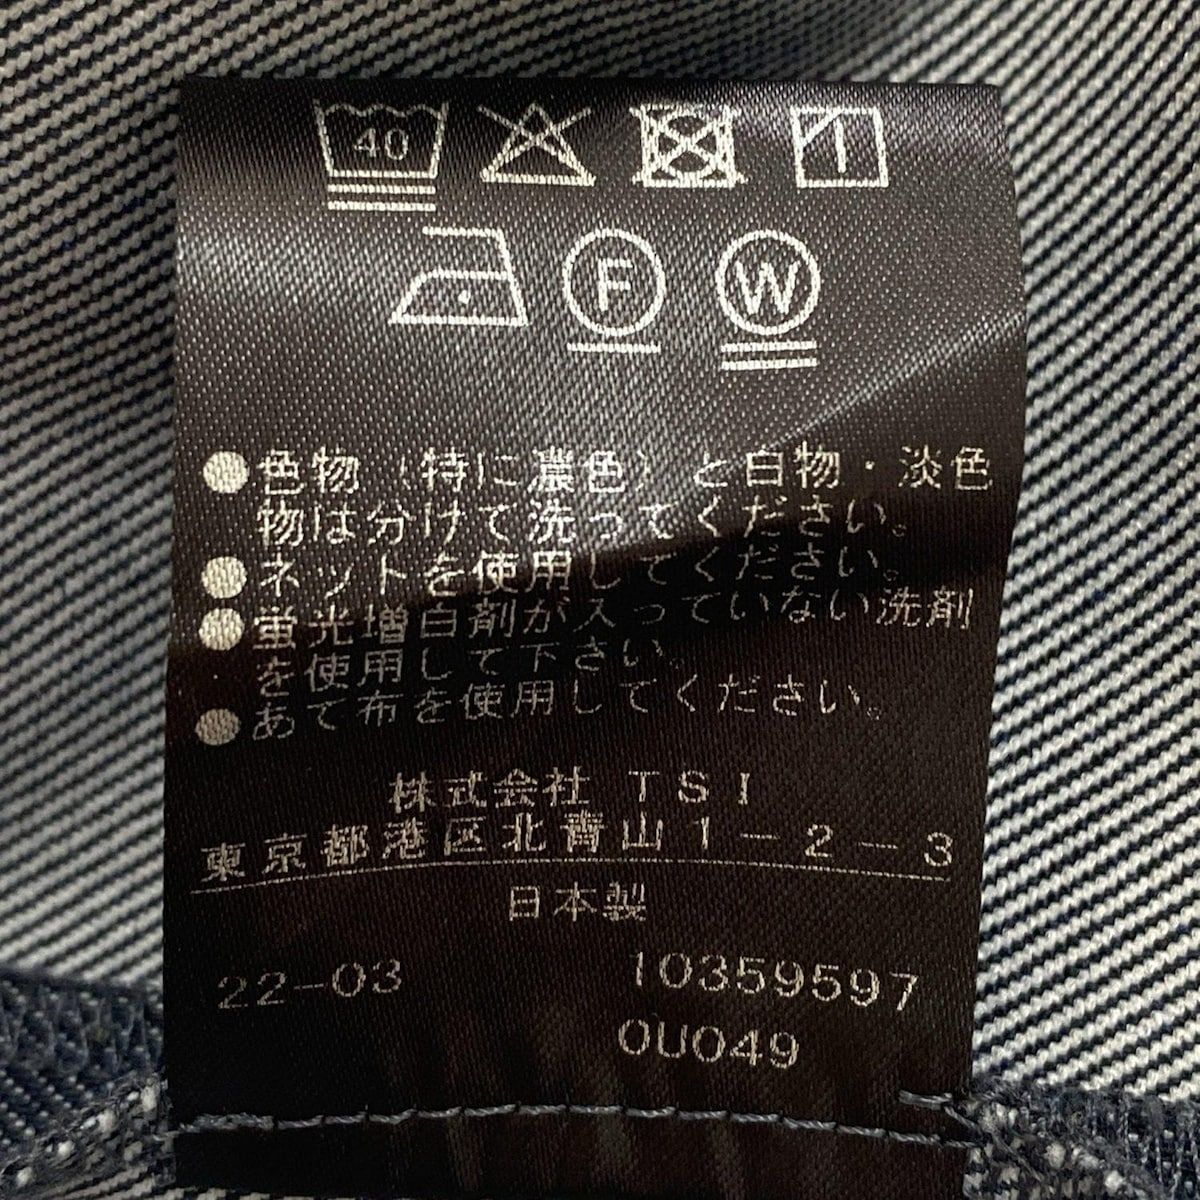 40
F W
●色物（特に濃色）と白物・淡色
物は分けて洗ってください。
●ネットを使用してください。
●蛍光増白剤が入っていない洗剤
を使用して下さい。
●あて布を使用してください。
株式会社 TSI
東京都港区北青山1-2-3
日本製
22-03 10359597
0U049